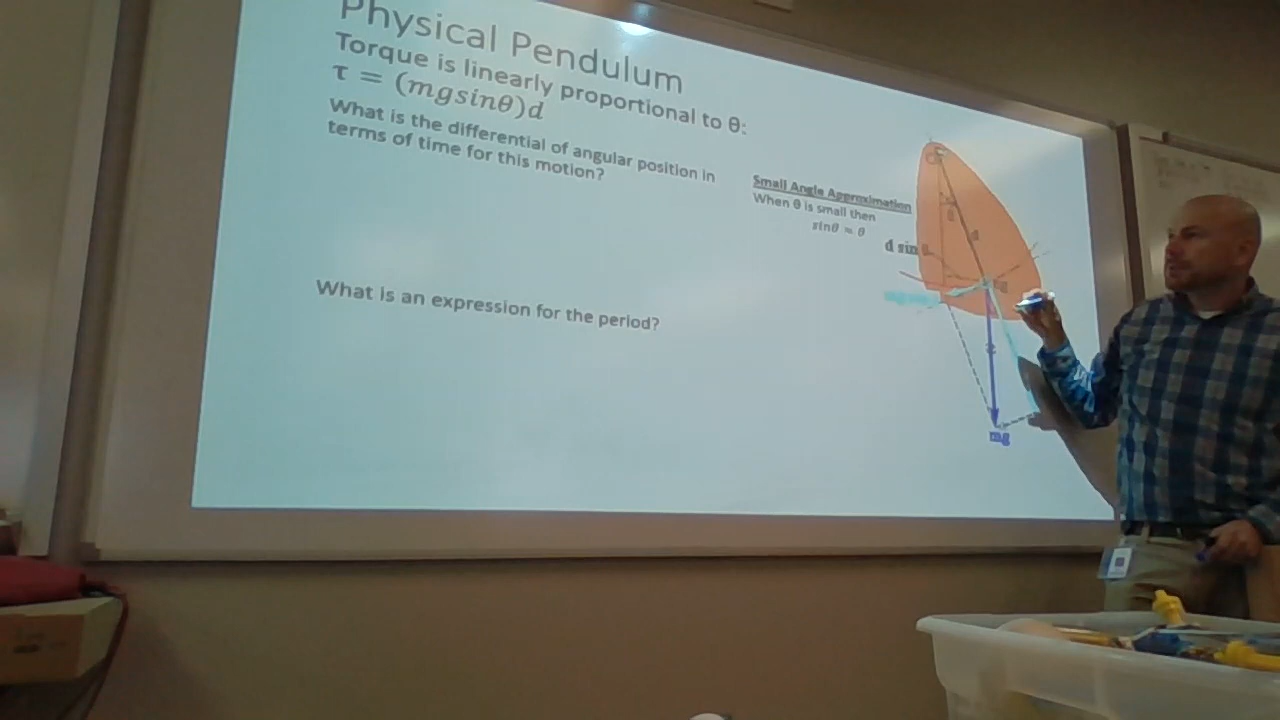 Physical Pendulum
Torque is linearly proportional to θ:
τ = (mgsinθ)d
What is the differential of angular position in
terms of time for this motion?
Small Angle Approximation
When θ is small then
sinθ ≈ θ
d sin
θ
d
What is an expression for the period?
mg